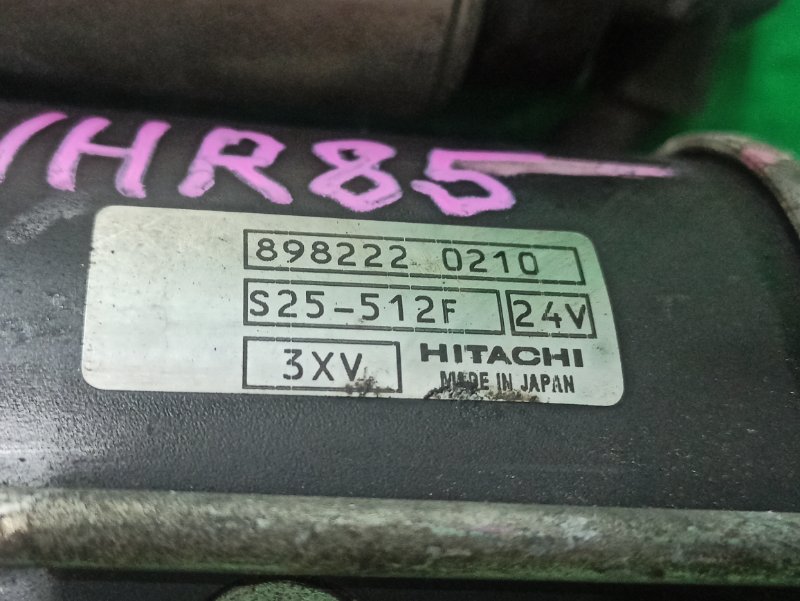 HR85
898222 0210
S25-512F 24V
3XV HITACHI
MADE IN JAPAN